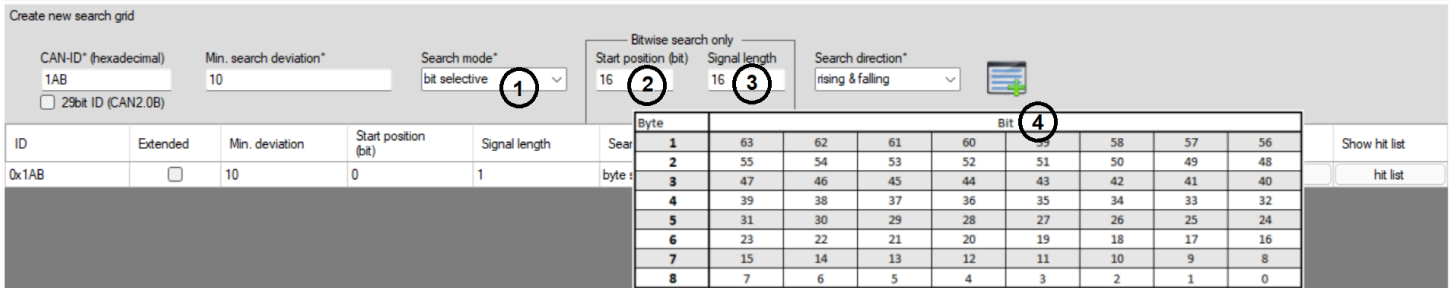 Create new search grid
Bitwise search only
CAN-ID* (hexadecimal) Min. search deviation* Search mode* Start position (bit) Signal length Search direction*
1AB 10 bit selective 16 16 rising & falling
1 2 3
29bit ID (CAN2.0B)
Byte Bit 4
ID Extended Min. deviation Start position (bit) Signal length Sear Show hit list
0x1AB 10 0 1 byte s hit list
1 63 62 61 60 59 58 57 56
2 55 54 53 52 51 50 49 48
3 47 46 45 44 43 42 41 40
4 39 38 37 36 35 34 33 32
5 31 30 29 28 27 26 25 24
6 23 22 21 20 19 18 17 16
7 15 14 13 12 11 10 9 8
8 7 6 5 4 3 2 1 0